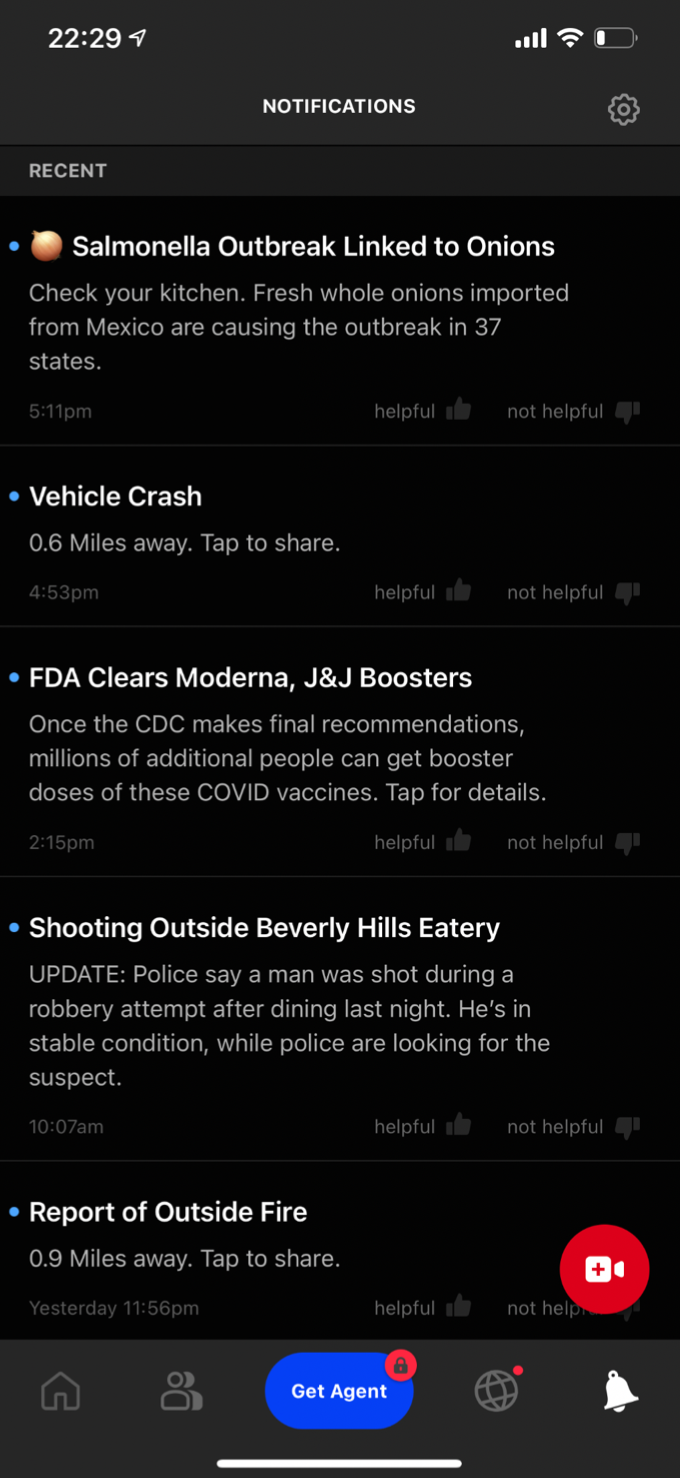 22:29
NOTIFICATIONS
RECENT
Salmonella Outbreak Linked to Onions
Check your kitchen. Fresh whole onions imported
from Mexico are causing the outbreak in 37
states.
5:11pm helpful not helpful
Vehicle Crash
0.6 Miles away. Tap to share.
4:53pm helpful not helpful
FDA Clears Moderna, J&J Boosters
Once the CDC makes final recommendations,
millions of additional people can get booster
doses of these COVID vaccines. Tap for details.
2:15pm helpful not helpful
Shooting Outside Beverly Hills Eatery
UPDATE: Police say a man was shot during a
robbery attempt after dining last night. He’s in
stable condition, while police are looking for the
suspect.
10:07am helpful not helpful
Report of Outside Fire
0.9 Miles away. Tap to share.
Yesterday 11:56pm helpful not
Get Agent